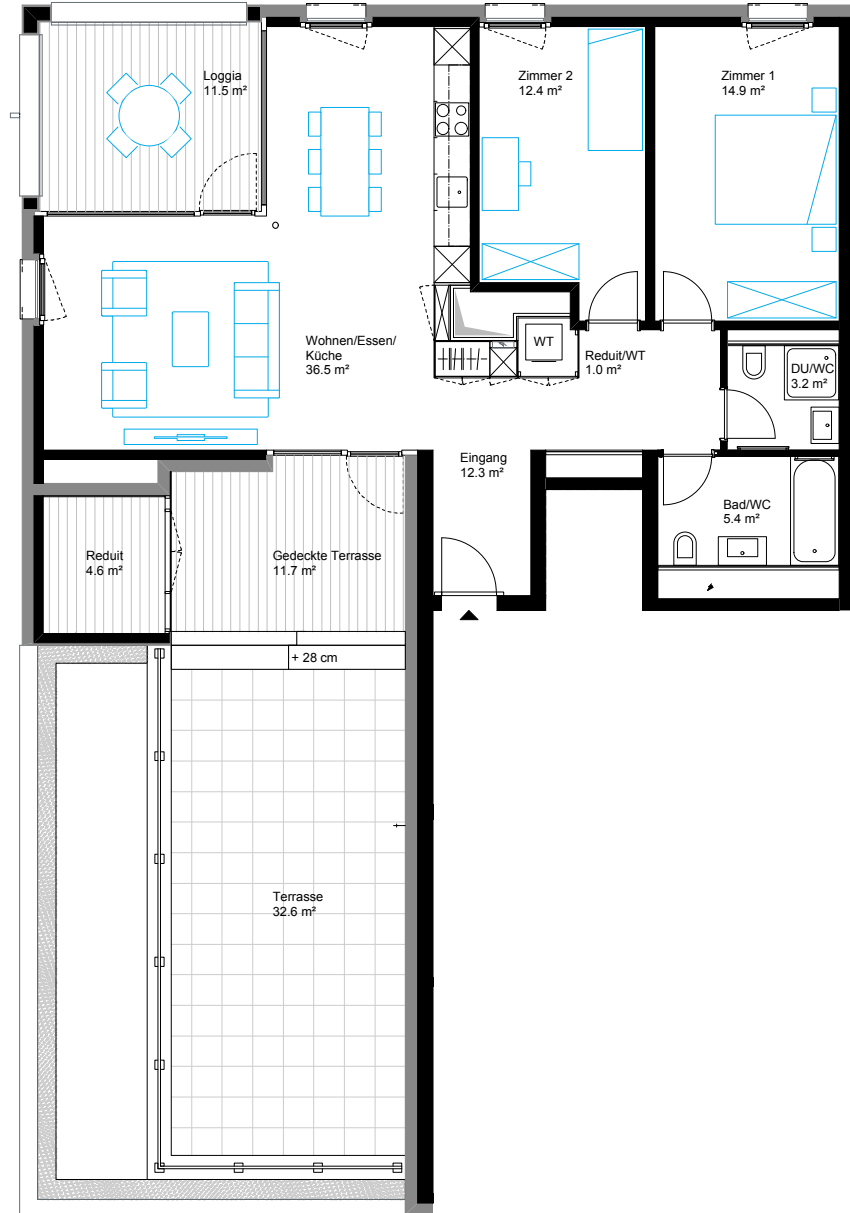 Loggia
11.5 m²
Zimmer 2
12.4 m²
Zimmer 1
14.9 m²
Wohnen/Essen/
Küche
36.5 m²
WT
Reduit/WT
1.0 m²
DU/WC
3.2 m²
Eingang
12.3 m²
Bad/WC
5.4 m²
Reduit
4.6 m²
Gedeckte Terrasse
11.7 m²
+ 28 cm
Terrasse
32.6 m²